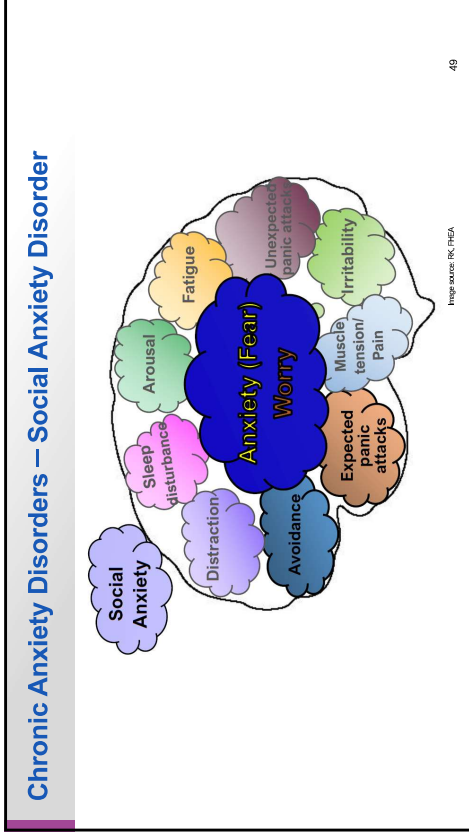 Chronic Anxiety Disorders – Social Anxiety Disorder
Social
Anxiety
Sleep
disturbance
Arousal
Fatigue
Unexpected
panic attacks
Distraction
Anxiety (Fear)
Worry
Irritability
Avoidance
Expected
panic
attacks
Muscle
tension/
Pain
Image source: RK, FHEA
49